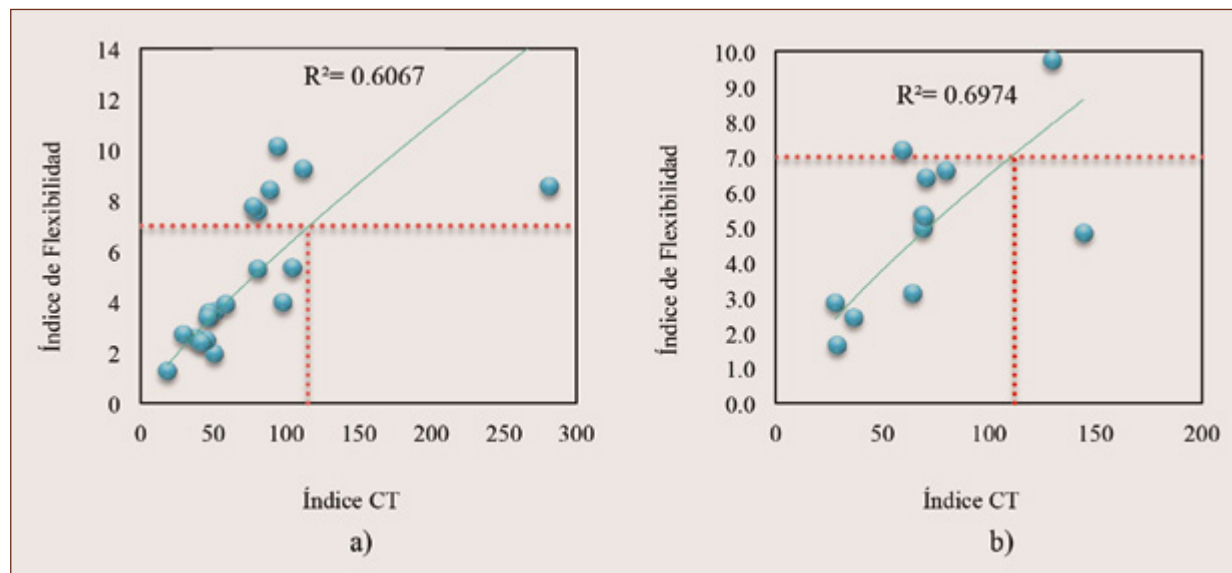 14
12
10
8
6
4
2
0
R²= 0.6067
Índice de Flexibilidad
0 50 100 150 200 250 300
Índice CT
a)
10.0
9.0
8.0
7.0
6.0
5.0
4.0
3.0
2.0
1.0
0.0
R²= 0.6974
Índice de Flexibilidad
0 50 100 150 200
Índice CT
b)